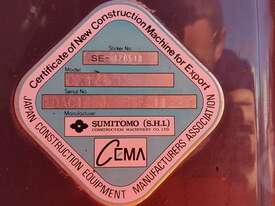 Certificate of New Construction Machine for Export
Sticker No.
SE-
Model
Serial No.
Manufacturer
SUMITOMO (S.H.I.)
CONSTRUCTION MACHINERY CO. LTD.
CEMA
JAPAN CONSTRUCTION EQUIPMENT MANUFACTURERS ASSOCIATION